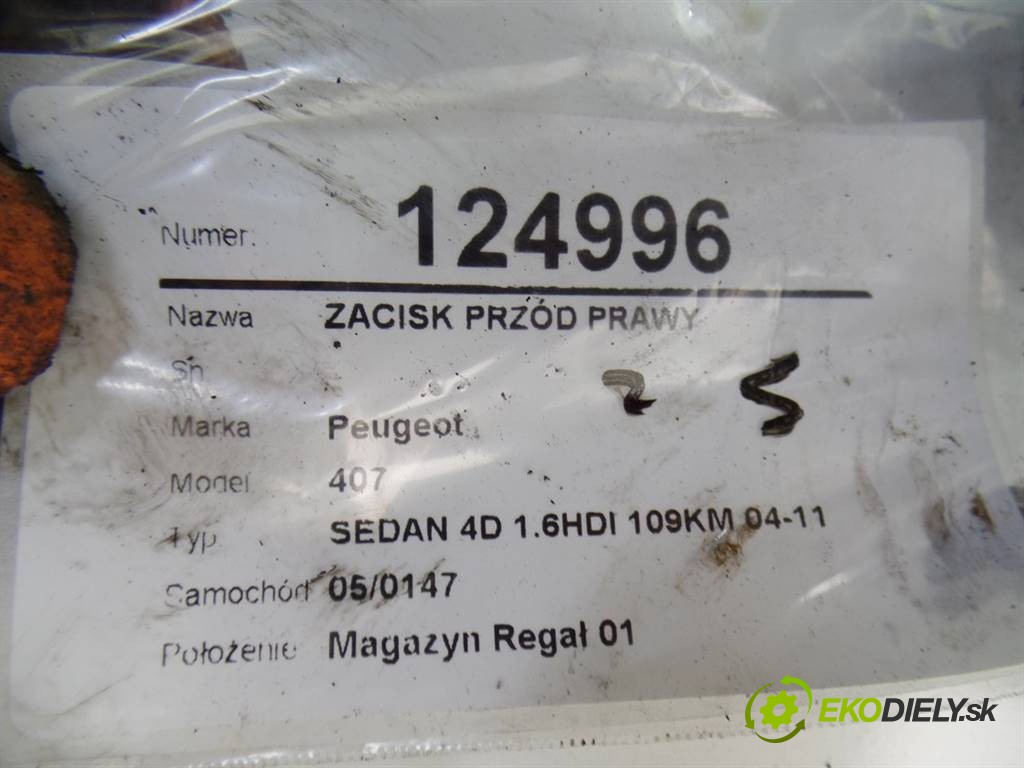 Numer: 124996
Nazwa ZACISK PRZÓD PRAWY
Sn
Marka Peugeot
Model 407
Typ SEDAN 4D 1.6HDI 109KM 04-11
Samochód 05/0147
Położenie Magazyn Regał 01
EKODIELY.sk